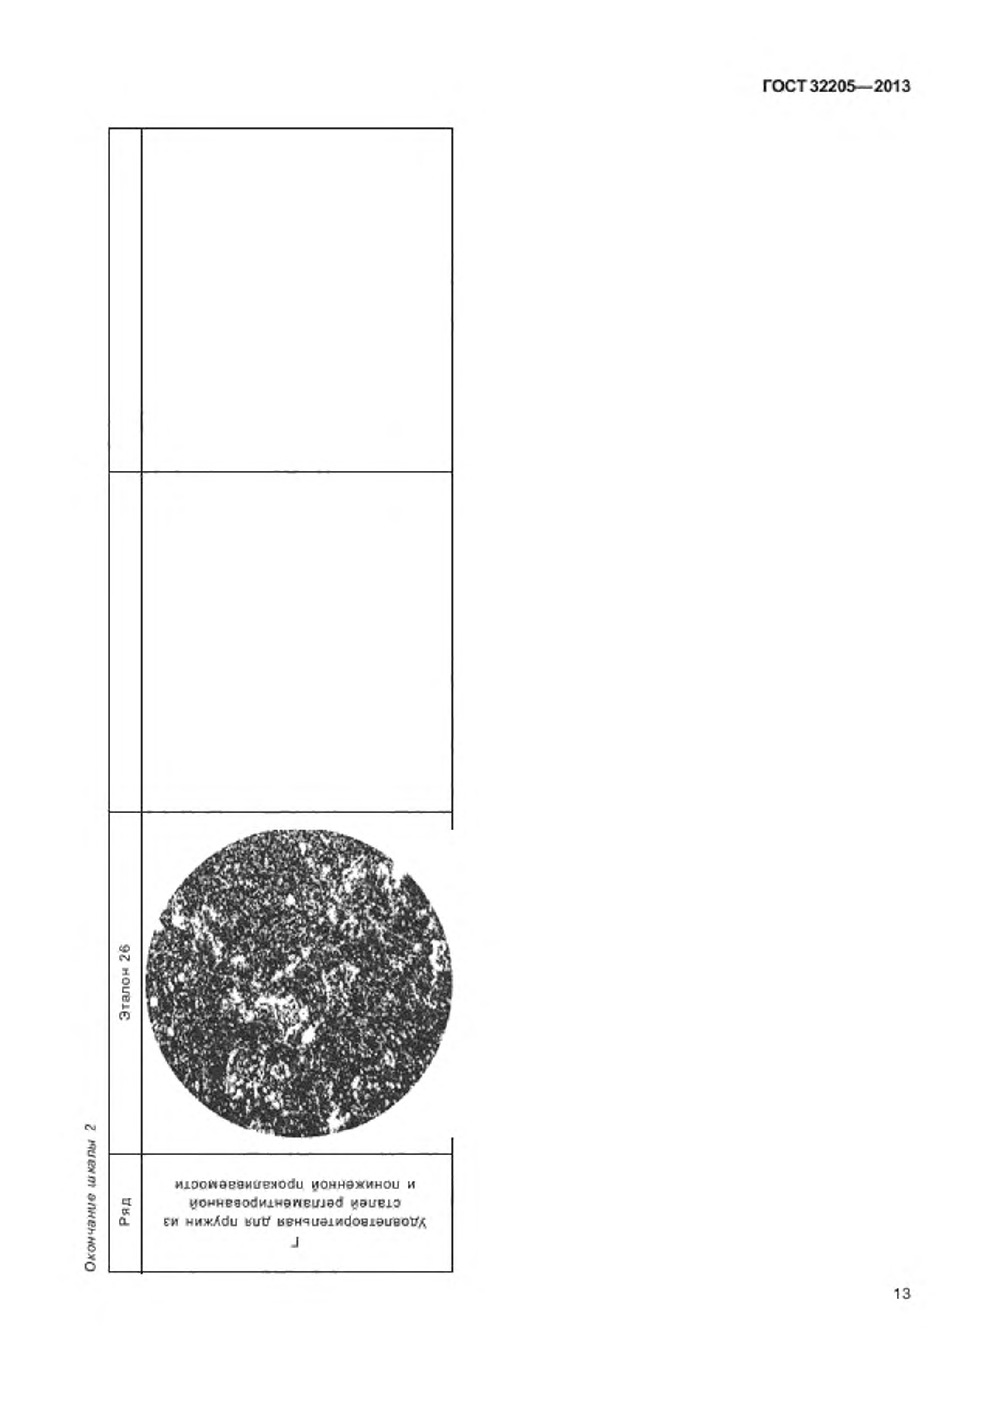 ГОСТ 32205—2013
Окончание шкалы 2
Ряд
Эталон 26
Г
Удовлетворительная для пружин из
сталей регламентированной
и пониженной прокаливаемости
13